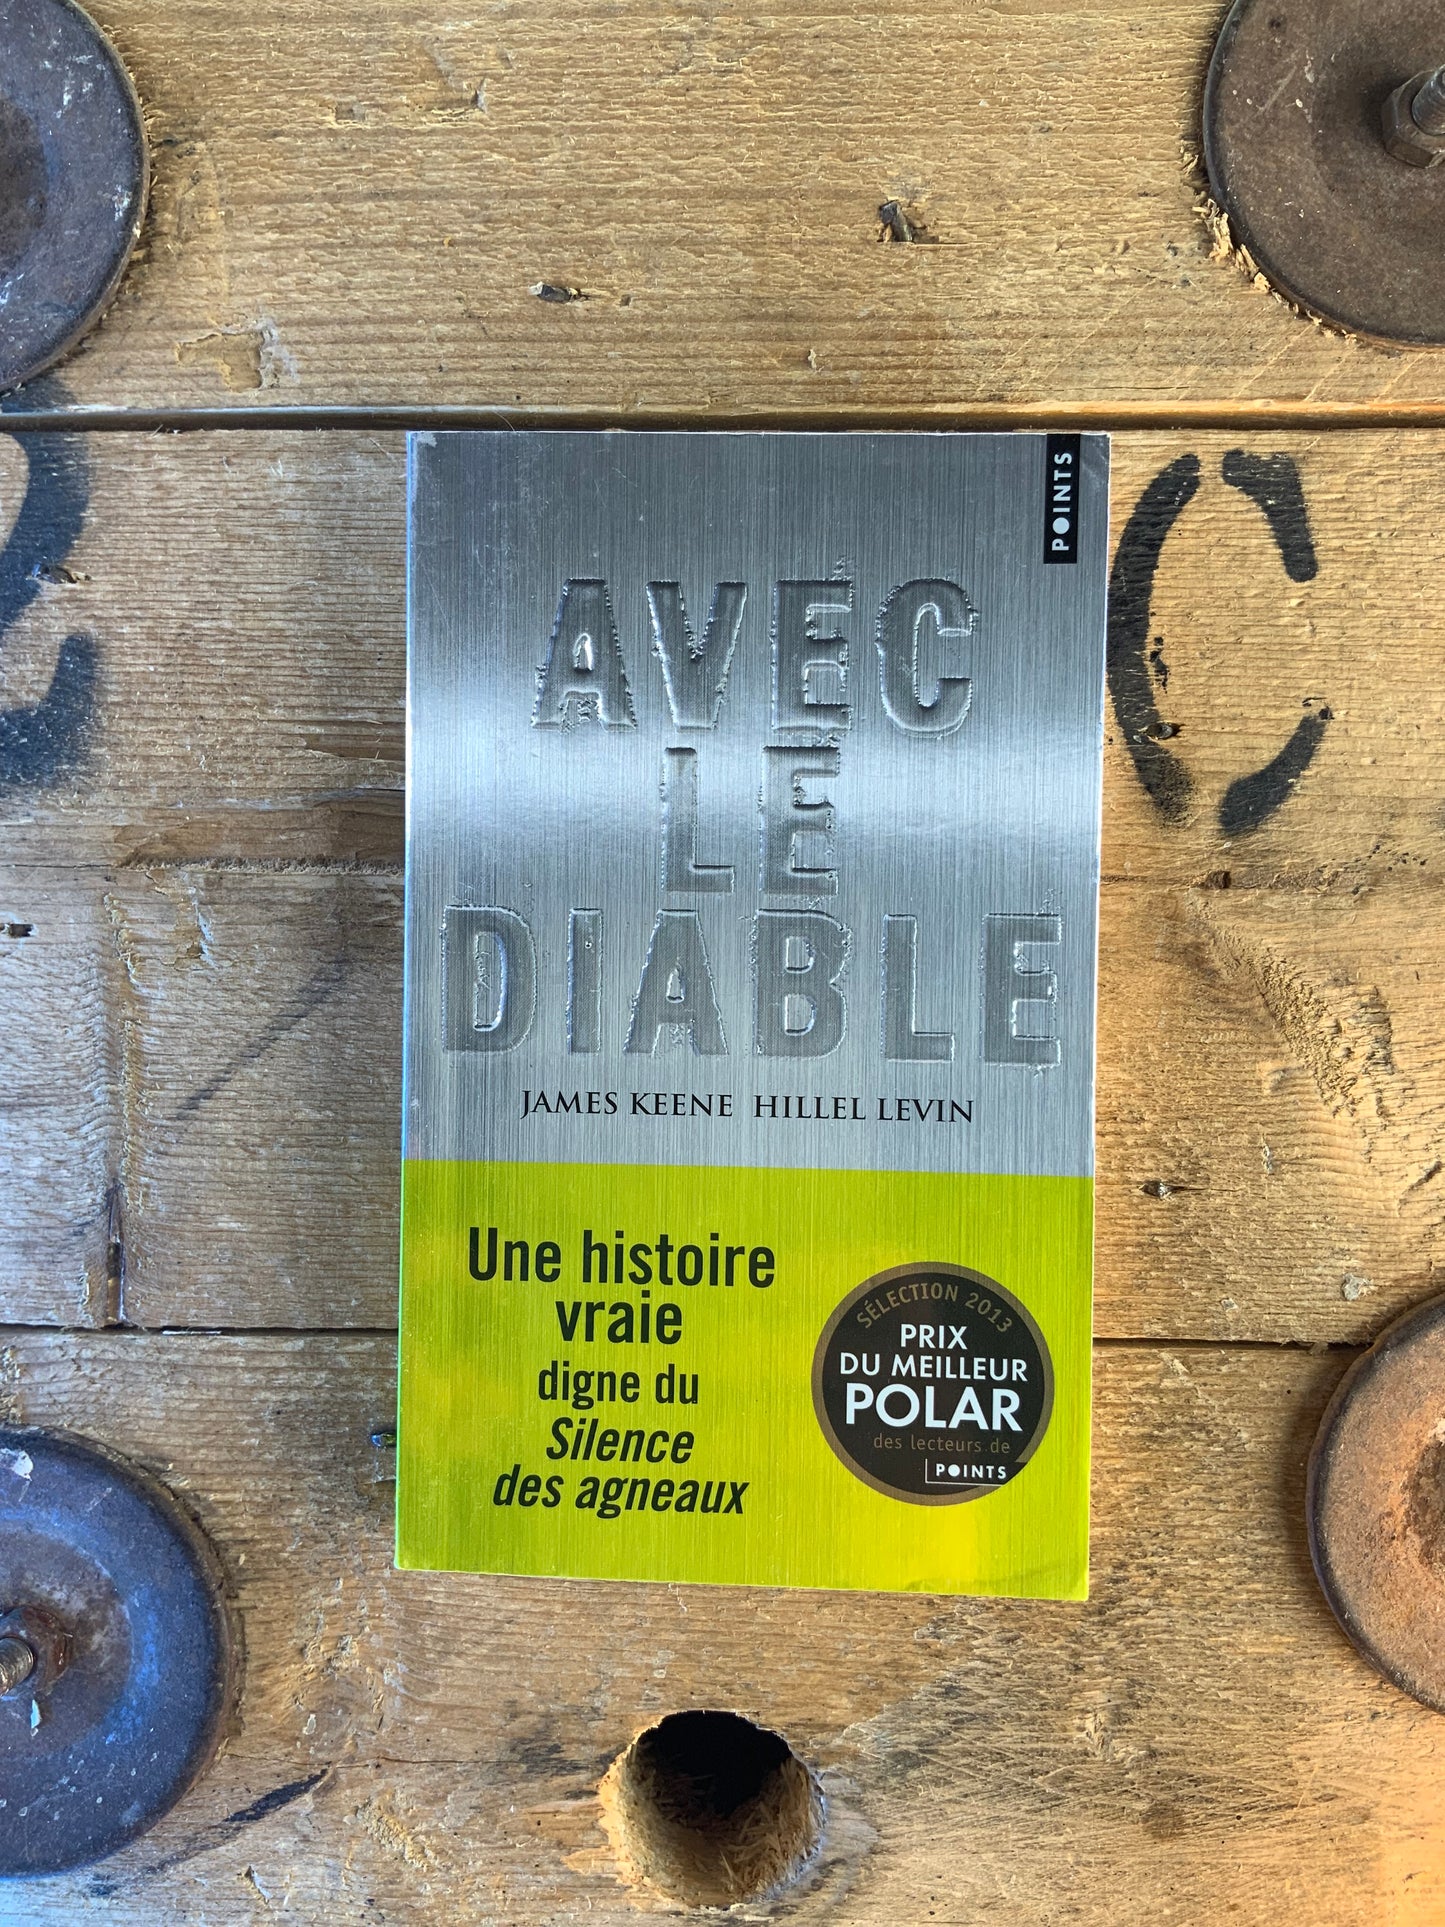 POINTS
AVEC
LE
DIABLE
JAMES KEENE HILLEL LEVIN
Une histoire
vraie
digne du
Silence
des agneaux
SÉLECTION 2013
PRIX
DU MEILLEUR
POLAR
des lecteurs de
POINTS
C